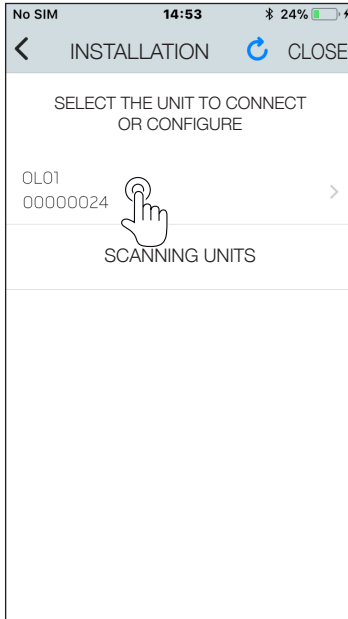 No SIM 14:53 24%
INSTALLATION CLOSE
SELECT THE UNIT TO CONNECT
OR CONFIGURE
OL01
00000024
SCANNING UNITS